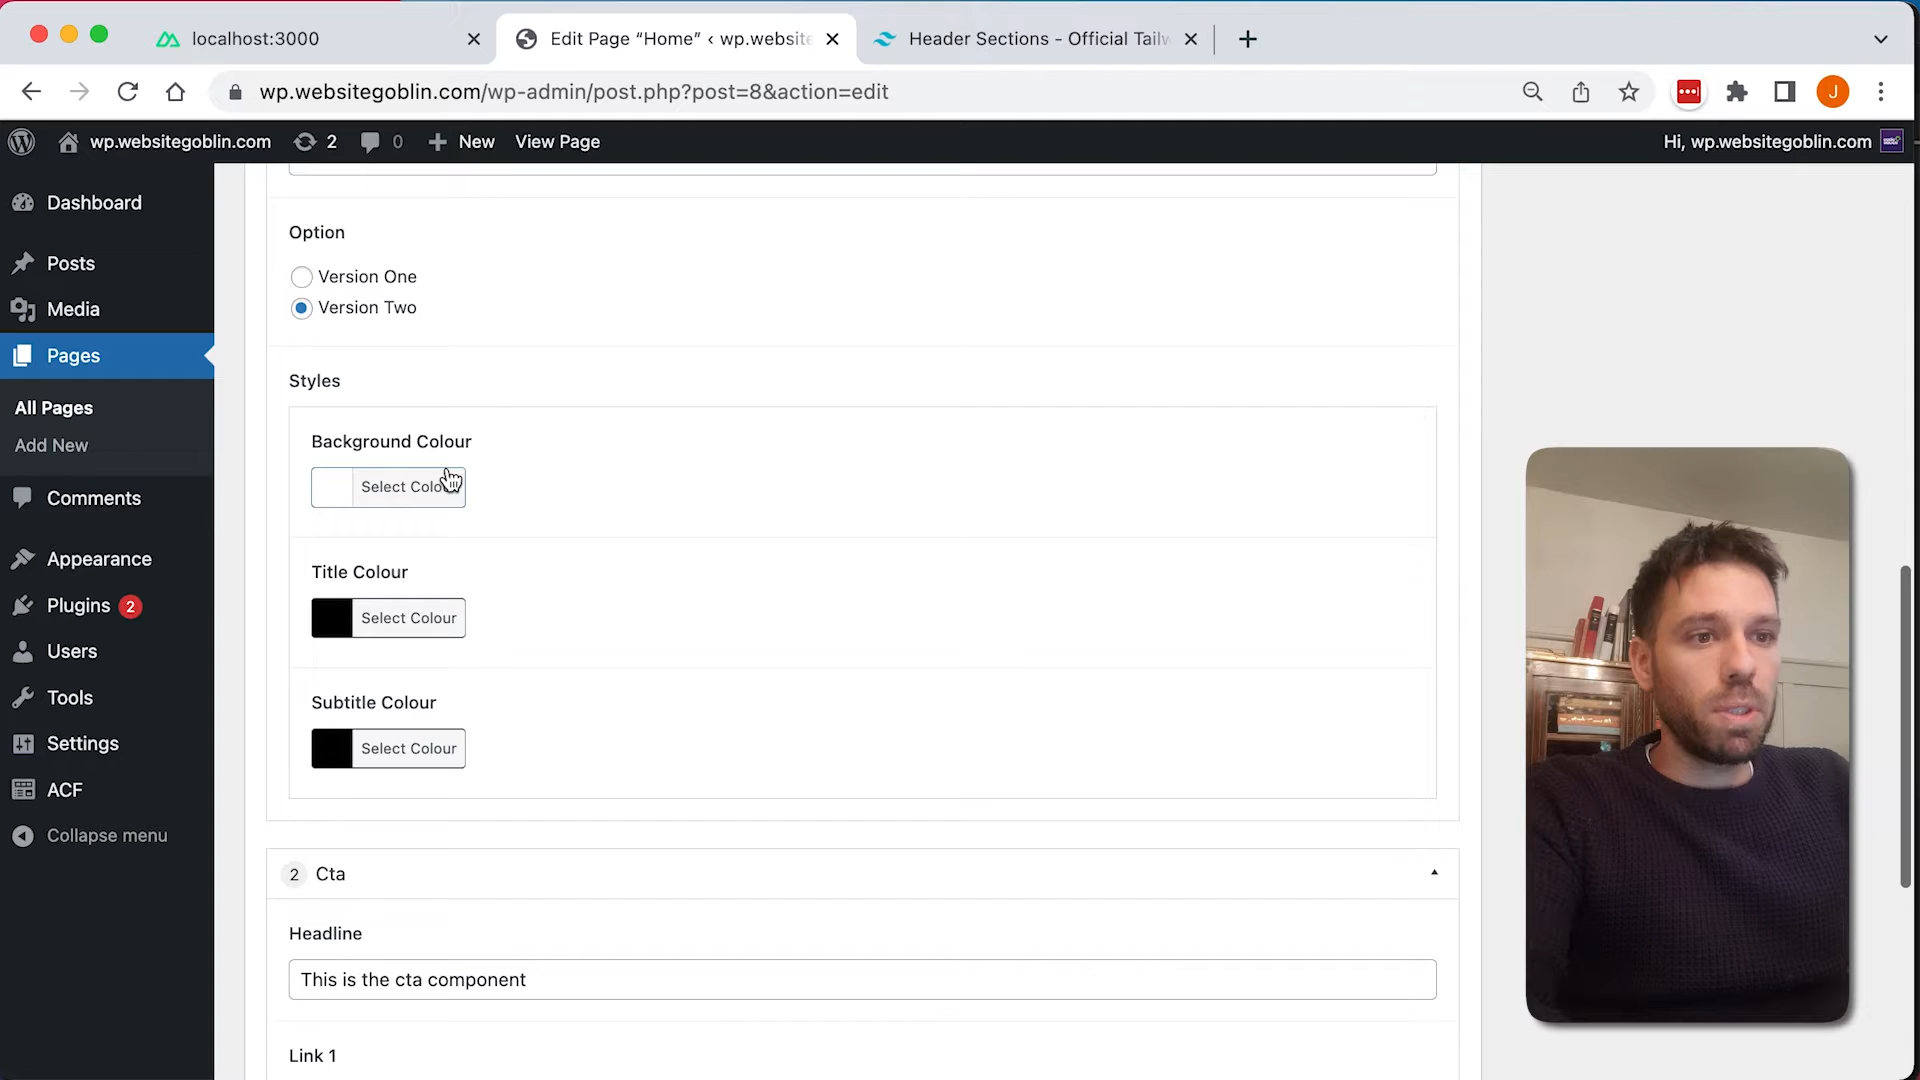 localhost:3000
Edit Page “Home” ‹ wp.website
Header Sections - Official Tailw
wp.websitegoblin.com/wp-admin/post.php?post=8&action=edit
J
wp.websitegoblin.com
2
0
New
View Page
Hi, wp.websitegoblin.com
Dashboard
Posts
Media
Pages
All Pages
Add New
Comments
Appearance
Plugins 2
Users
Tools
Settings
ACF
Collapse menu
Option
Version One
Version Two
Styles
Background Colour
Select Colou
Title Colour
Select Colour
Subtitle Colour
Select Colour
2 Cta
Headline
This is the cta component
Link 1